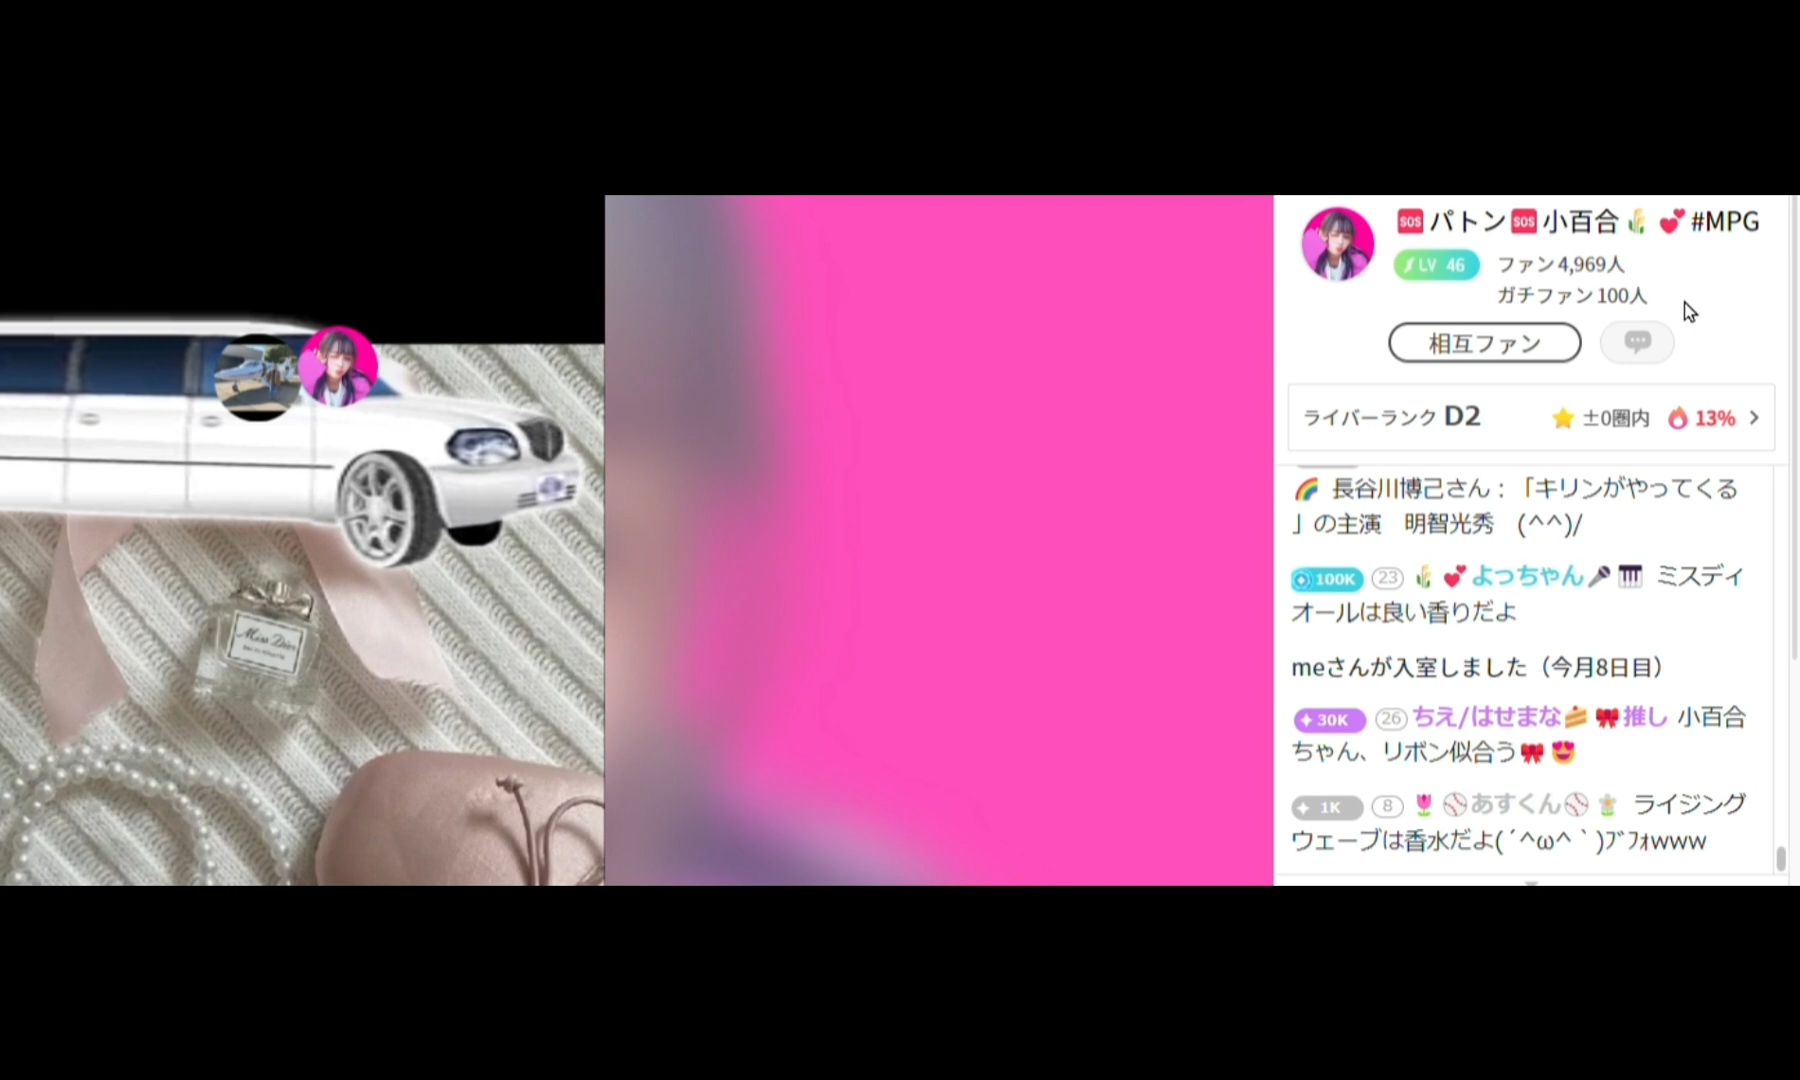 🆘パトン🆘小百合 💕#MPG
LV 46
ファン4,969人
ガチファン100人
相互ファン
ライバーランク D2 ⭐ ±0圏内 13% >
🌈 長谷川博己さん：「キリンがやってくる
」の主演 明智光秀 (^^)/
100K 23 💕よっちゃん🎤🎹 ミスディ
オールは良い香りだよ
meさんが入室しました（今月8日目）
30K 26 ちえ/はせまな🍰🎀推し 小百合
ちゃん、リボン似合う🎀😍
1K 8 🌷⚾あすくん⚾🌼 ライジング
ウェーブは香水だよ(´^ω^｀)ﾌﾞﾌｫwww
Miss Dior